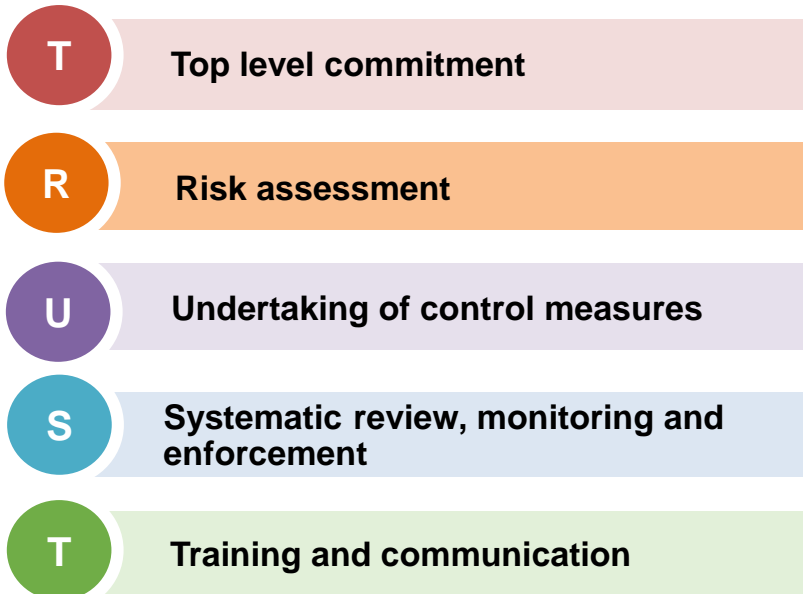 T
Top level commitment
R
Risk assessment
U
Undertaking of control measures
S
Systematic review, monitoring and
enforcement
T
Training and communication